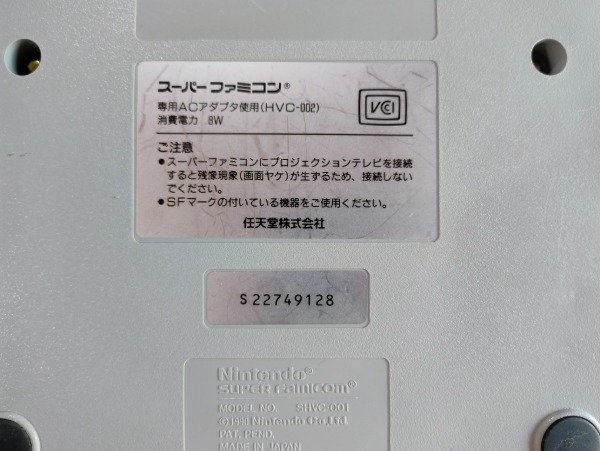 スーパーファミコン®
専用ACアダプタ使用(HVC-002)
消費電力 8W
VCI
ご注意
●スーパーファミコンにプロジェクションテレビを接続
すると残像現象(画面ヤケ)が生ずるため、接続しない
でください。
●SFマークの付いている機器をご使用ください。
任天堂株式会社
S22749128
Nintendo®
SUPER FAMICOM®
MODEL NO. SHVC-001
©1990 Nintendo Co., Ltd.
PAT. PEND.
MADE IN JAPAN